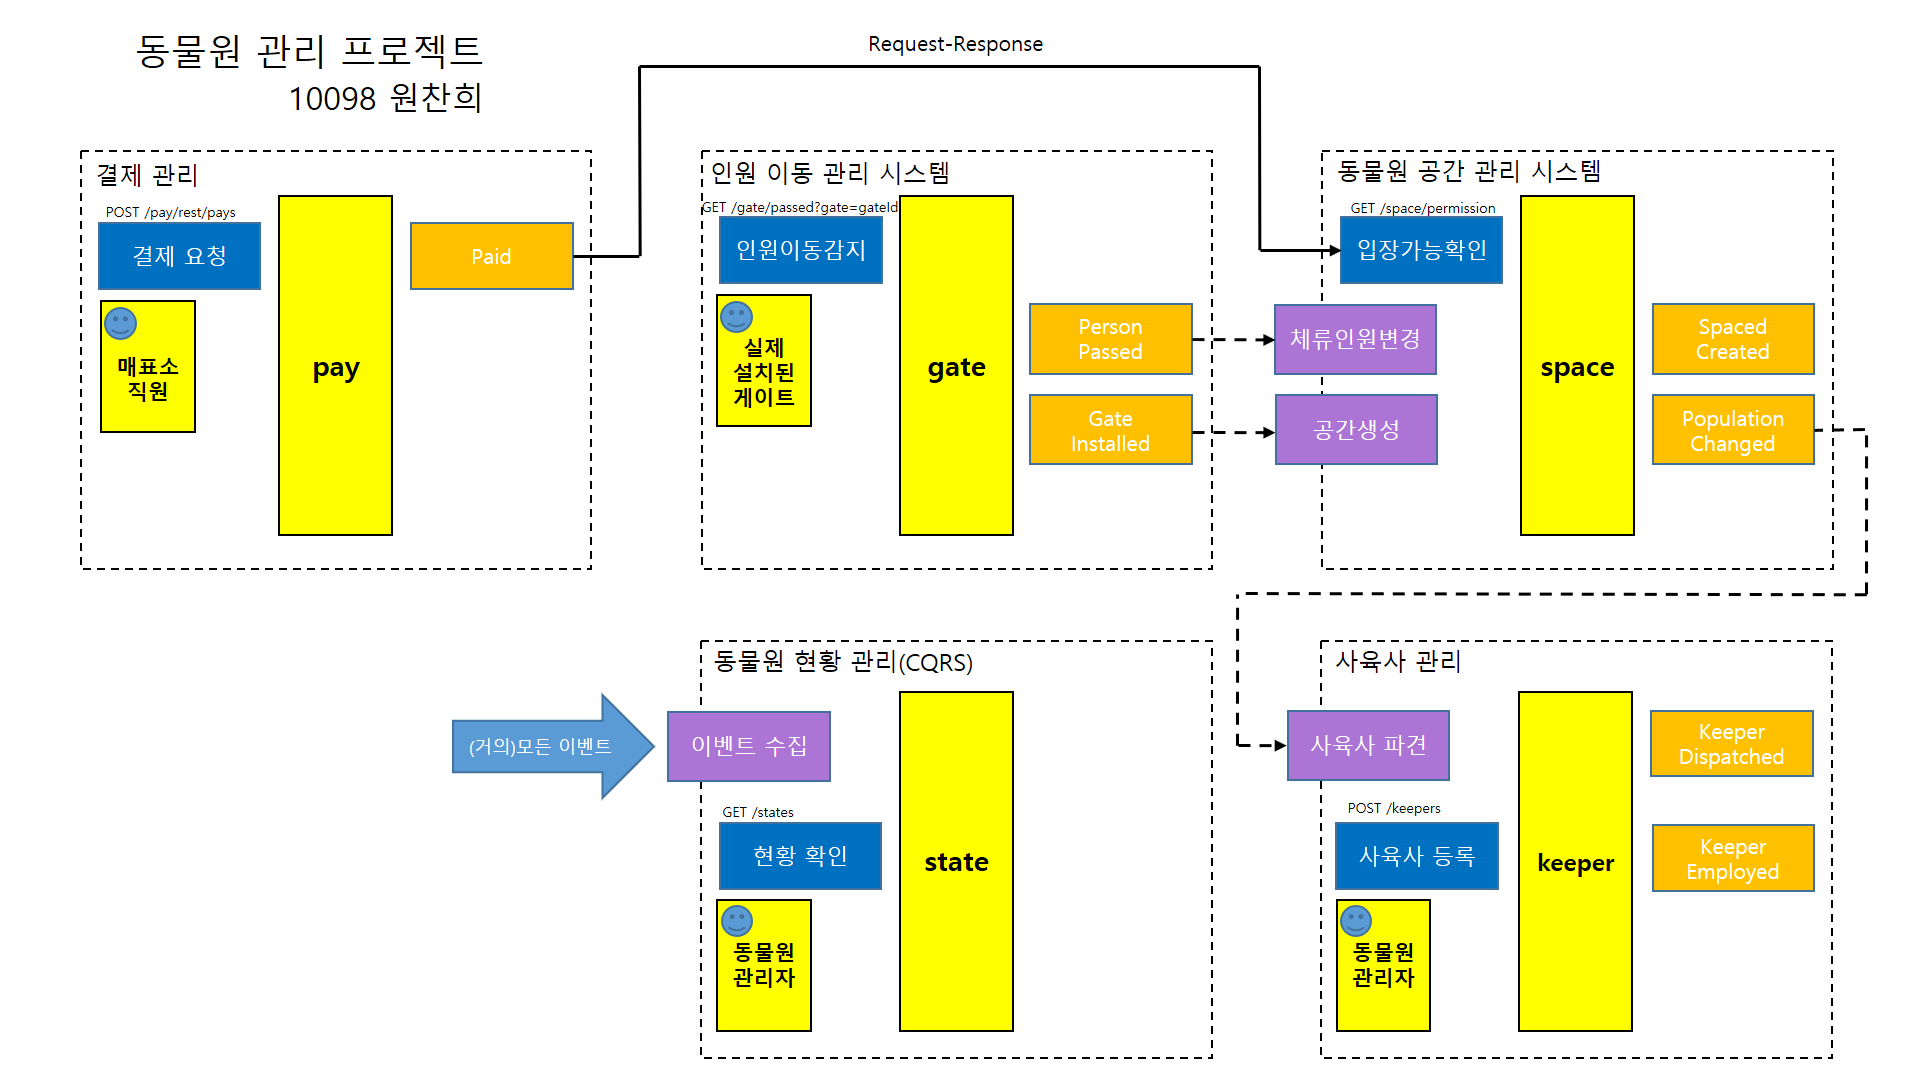 동물원 관리 프로젝트
10098 원찬희
Request-Response
결제 관리
POST /pay/rest/pays
결제 요청
매표소
직원
pay
Paid
인원 이동 관리 시스템
GET /gate/passed?gate=gateId
인원이동감지
실제
설치된
게이트
gate
Person
Passed
Gate
Installed
동물원 공간 관리 시스템
GET /space/permission
입장가능확인
체류인원변경
공간생성
space
Spaced
Created
Population
Changed
(거의)모든 이벤트
동물원 현황 관리(CQRS)
이벤트 수집
GET /states
현황 확인
동물원
관리자
state
사육사 관리
사육사 파견
POST /keepers
사육사 등록
동물원
관리자
keeper
Keeper
Dispatched
Keeper
Employed